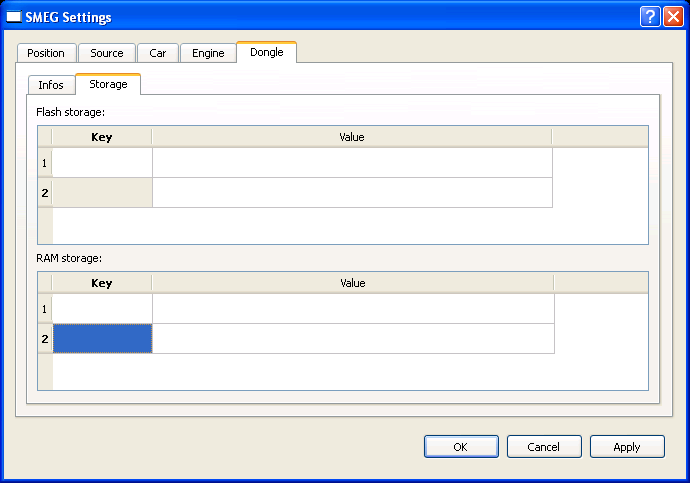 SMEG Settings
Position Source Car Engine Dongle
Infos Storage
Flash storage:
Key Value
1
2
RAM storage:
Key Value
1
2
OK Cancel Apply